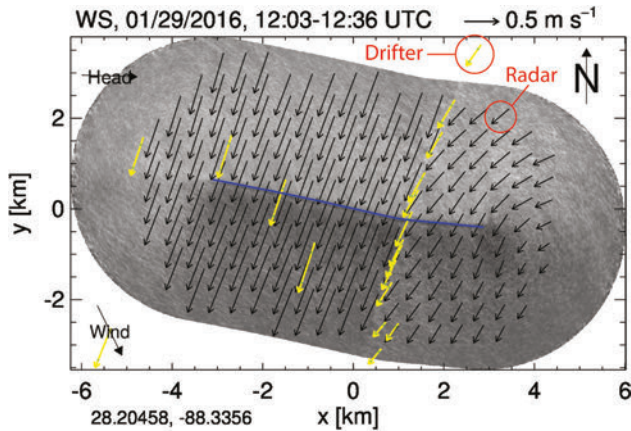 WS, 01/29/2016, 12:03-12:36 UTC
0.5 m s⁻¹
Drifter
Head
N
Radar
2
0
-2
y [km]
Wind
-6 -4 -2 0 2 4 6
28.20458, -88.3356
x [km]